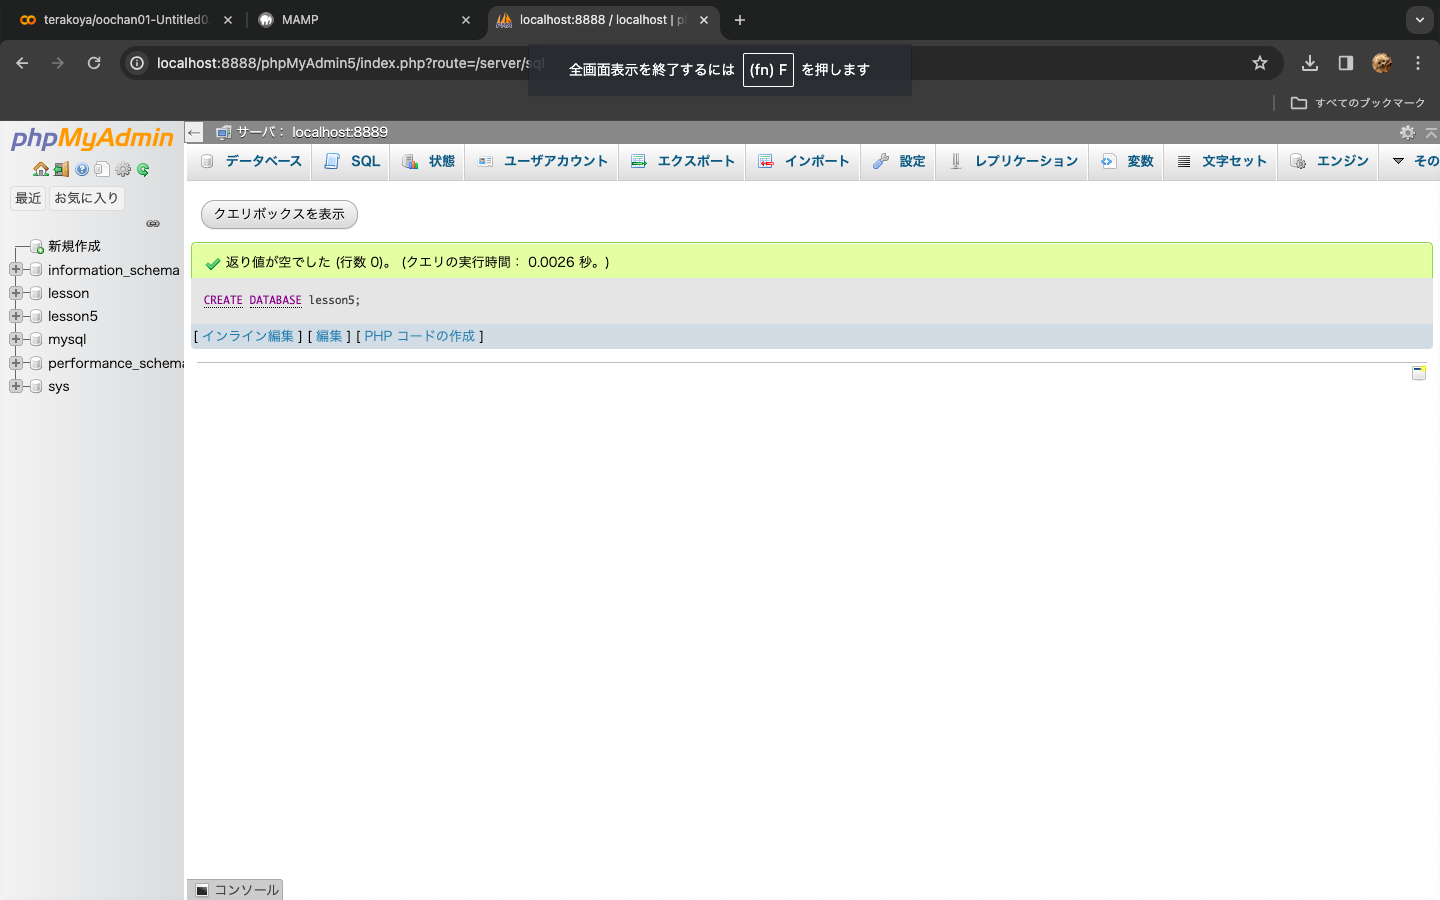 terakoya/oochan01-Untitled0.
MAMP
localhost:8888 / localhost | p
localhost:8888/phpMyAdmin5/index.php?route=/server/sql
全画面表示を終了するには (fn) F を押します
すべてのブックマーク
phpMyAdmin
サーバ： localhost:8889
データベース
SQL
状態
ユーザアカウント
エクスポート
インポート
設定
レプリケーション
変数
文字セット
エンジン
その
最近
お気に入り
新規作成
information_schema
lesson
lesson5
mysql
performance_schema
sys
クエリボックスを表示
返り値が空でした (行数 0)。 (クエリの実行時間： 0.0026 秒。)
CREATE DATABASE lesson5;
[ インライン編集 ] [ 編集 ] [ PHP コードの作成 ]
コンソール